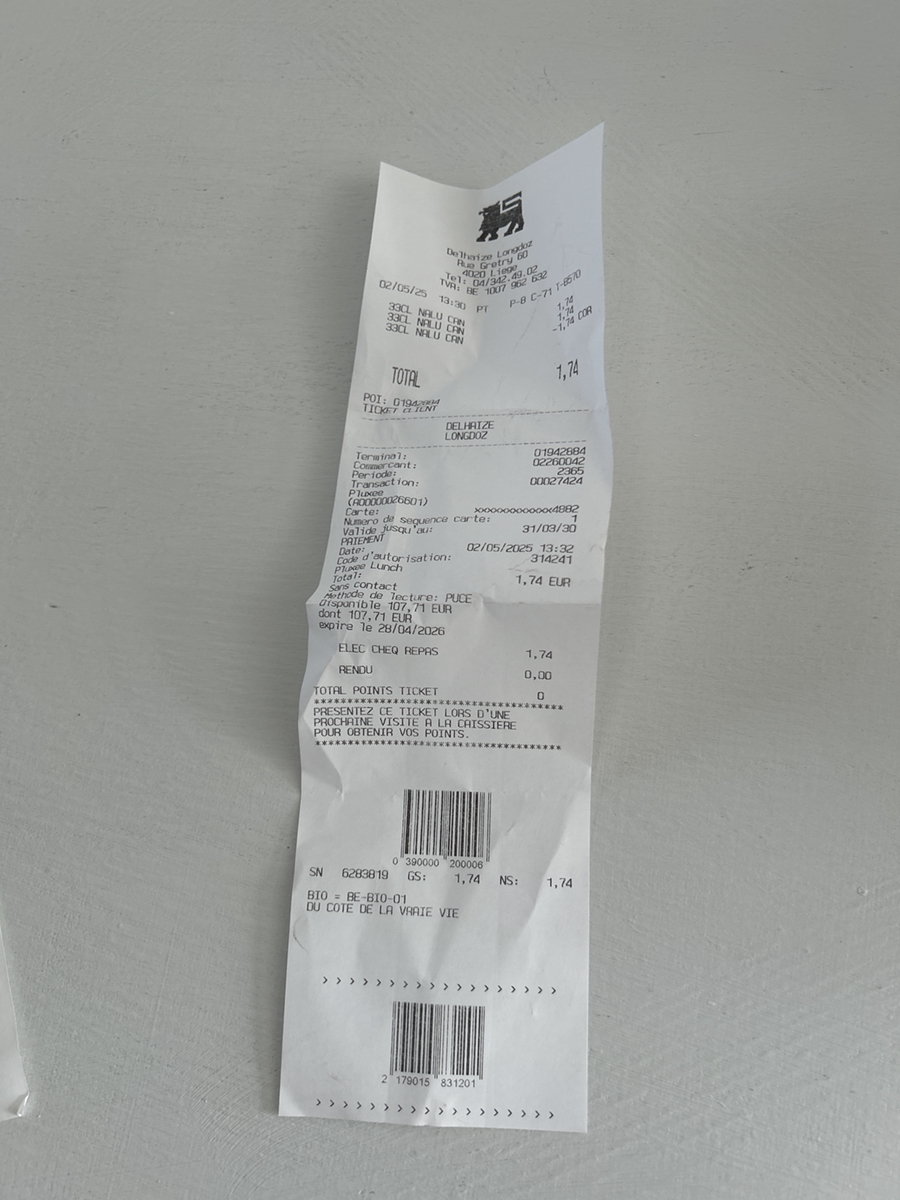 Delhaize Longdoz
Rue Gretry 60
4020 Liege
Tel: 04/342.49.02
TVA: BE 1007 962 632
02/05/25 13:30 PT P-8 C-71 T-8570
33CL NALU CAN 1,74
33CL NALU CAN 1,74
33CL NALU CAN -1,74 COR
TOTAL 1,74
POI: 01942884
TICKET CLIENT
DELHAIZE
LONGDOZ
Terminal: 01942884
Commercant: 02260042
Periode: 2365
Transaction: 00027424
Pluxee
(A0000026601)
Carte: xxxxxxxxxxxx4882
Numero de sequence carte: 1
Valide jusqu'au: 31/03/30
PAIEMENT
Date: 02/05/2025 13:32
Code d'autorisation: 314241
Pluxee Lunch
Total: 1,74 EUR
Sans contact
Methode de lecture: PUCE
Disponible 107,71 EUR
dont 107,71 EUR
expire le 28/04/2026
ELEC CHEQ REPAS 1,74
RENDU 0,00
TOTAL POINTS TICKET 0
***************************************
PRESENTEZ CE TICKET LORS D'UNE
PROCHAINE VISITE A LA CAISSIERE
POUR OBTENIR VOS POINTS.
***************************************
0 390000 200006
SN 6283819 GS: 1,74 NS: 1,74
BIO = BE-BIO-01
DU COTE DE LA VRAIE VIE
> > > > > > > > > > > > > > > > > >
2 179015 831201
> > > > > > > > > > > > > > > > > >